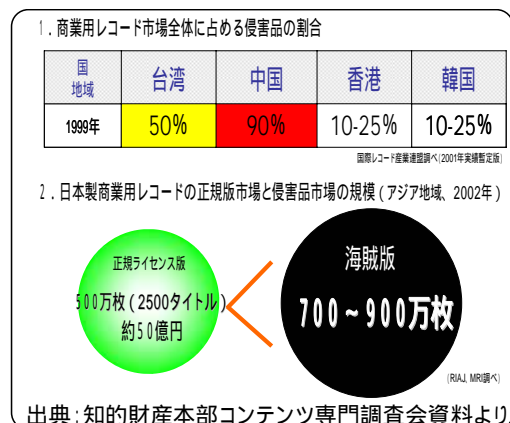 1．商業用レコード市場全体に占める侵害品の割合
国
地域
台湾
中国
香港
韓国
1999年
50%
90%
10-25%
10-25%
国際レコード産業連盟調べ(2001年実績暫定版)
2．日本製商業用レコードの正規版市場と侵害品市場の規模(アジア地域、2002年)
正規ライセンス版
500万枚(2500タイトル)
約50億円
海賊版
700～900万枚
(RIAJ, MRI調べ)
出典:知的財産本部コンテンツ専門調査会資料より